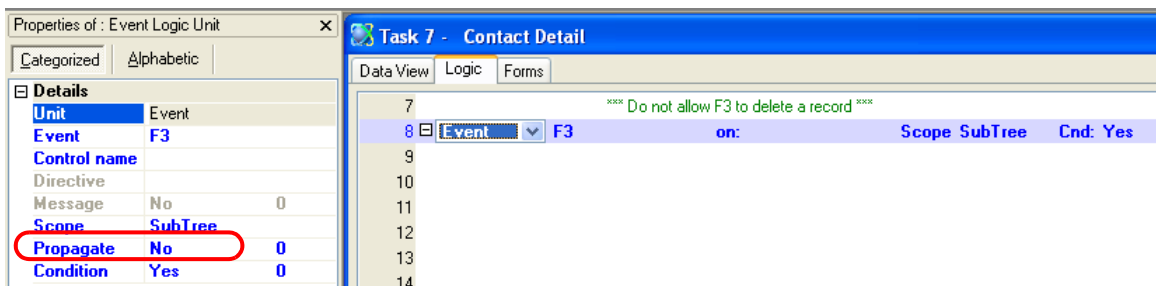 Properties of : Event Logic Unit x
Categorized Alphabetic
Details
Unit Event
Event F3
Control name
Directive
Message No 0
Scope SubTree
Propagate No 0
Condition Yes 0
Task 7 - Contact Detail
Data View Logic Forms
7 *** Do not allow F3 to delete a record ***
8 Event F3 on: Scope SubTree Cnd: Yes
9
10
11
12
13
14